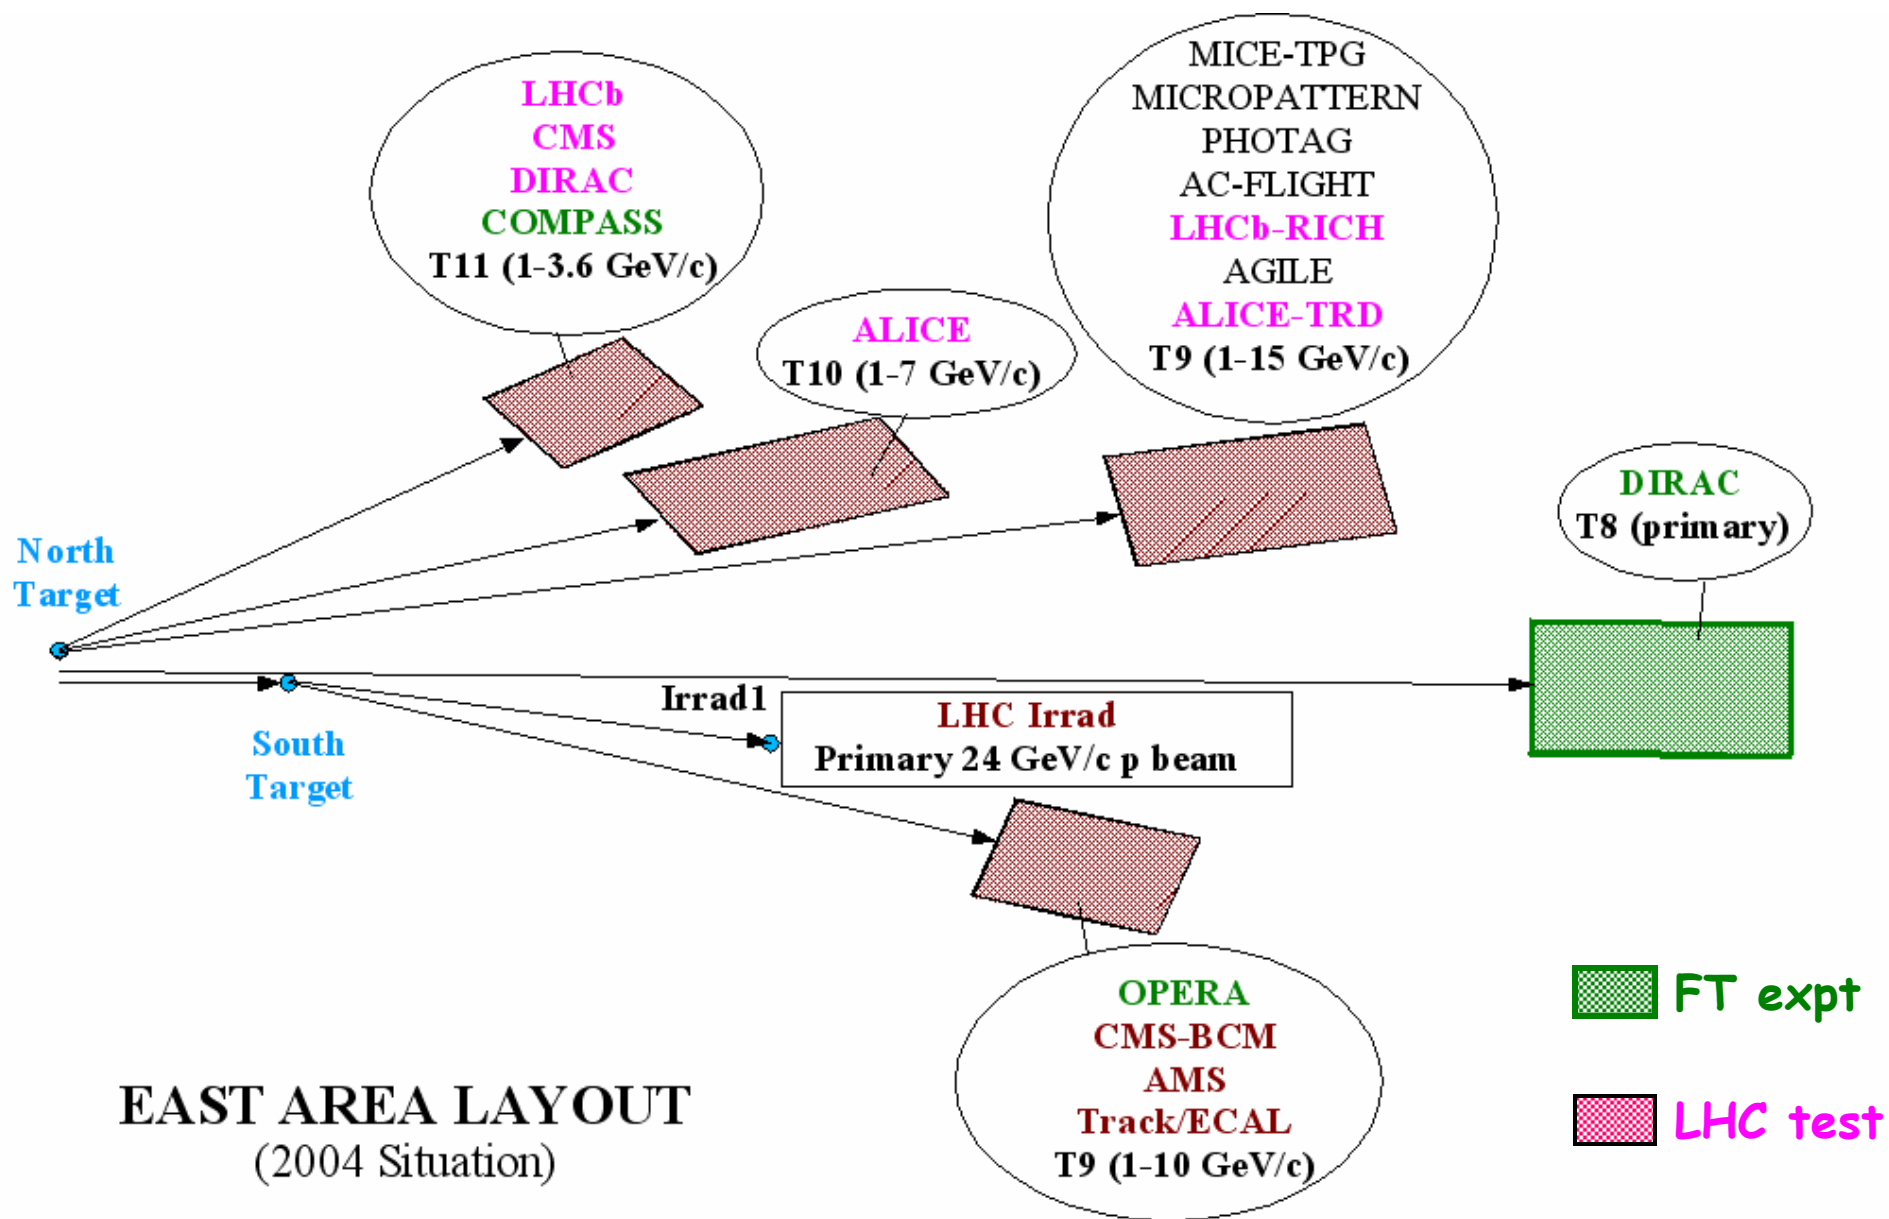 LHCb
CMS
DIRAC
COMPASS
T11 (1-3.6 GeV/c)
MICE-TPG
MICROPATTERN
PHOTAG
AC-FLIGHT
LHCb-RICH
AGILE
ALICE-TRD
T9 (1-15 GeV/c)
ALICE
T10 (1-7 GeV/c)
DIRAC
T8 (primary)
North
Target
South
Target
Irrad1
LHC Irrad
Primary 24 GeV/c p beam
OPERA
CMS-BCM
AMS
Track/ECAL
T9 (1-10 GeV/c)
FT expt
LHC test
EAST AREA LAYOUT
(2004 Situation)